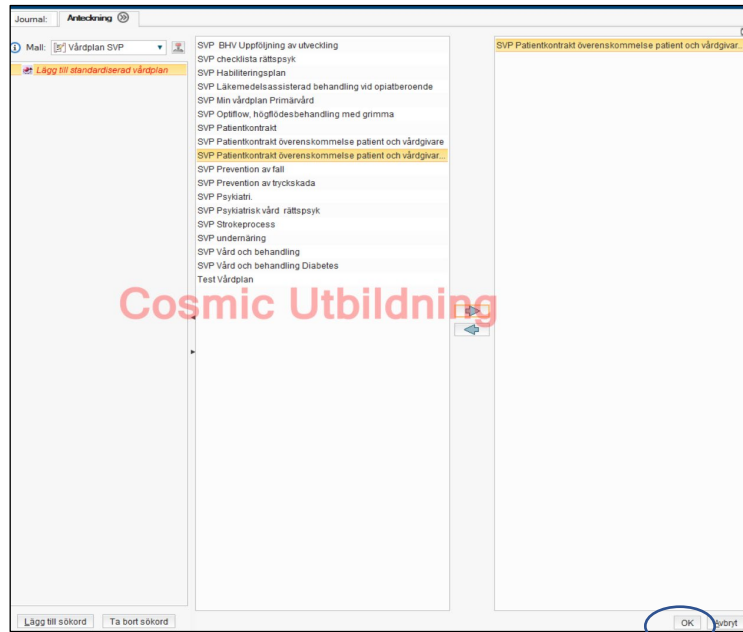 Journal: Anteckning
Mall: Vårdplan SVP
Lägg till standardiserad vårdplan
SVP BHV Uppföljning av utveckling
SVP checklista rättspsyk
SVP Habiliteringsplan
SVP Läkemedelsassisterad behandling vid opiatberoende
SVP Min vårdplan Primärvård
SVP Optiflow, högflödesbehandling med grimma
SVP Patientkontrakt
SVP Patientkontrakt överenskommelse patient och vårdgivare
SVP Patientkontrakt överenskommelse patient och vårdgivar...
SVP Prevention av fall
SVP Prevention av tryckskada
SVP Psykiatri.
SVP Psykiatrisk vård rättspsyk
SVP Strokeprocess
SVP undernäring
SVP Vård och behandling
SVP Vård och behandling Diabetes
Test Vårdplan
SVP Patientkontrakt överenskommelse patient och vårdgivar...
Cosmic Utbildning
Lägg till sökord Ta bort sökord
OK Avbryt